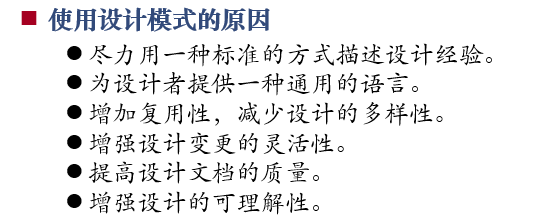 ■ 使用设计模式的原因
● 尽力用一种标准的方式描述设计经验。
● 为设计者提供一种通用的语言。
● 增加复用性，减少设计的多样性。
● 增强设计变更的灵活性。
● 提高设计文档的质量。
● 增强设计的可理解性。